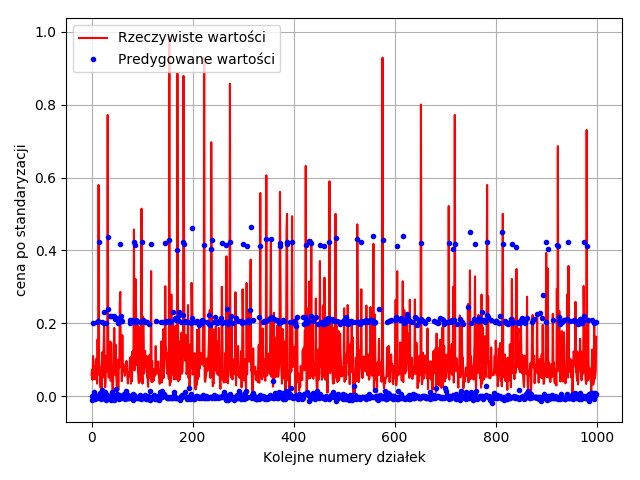 Rzeczywiste wartości
Predygowane wartości
cena po standaryzacji
1.0
0.8
0.6
0.4
0.2
0.0
0 200 400 600 800 1000
Kolejne numery działek